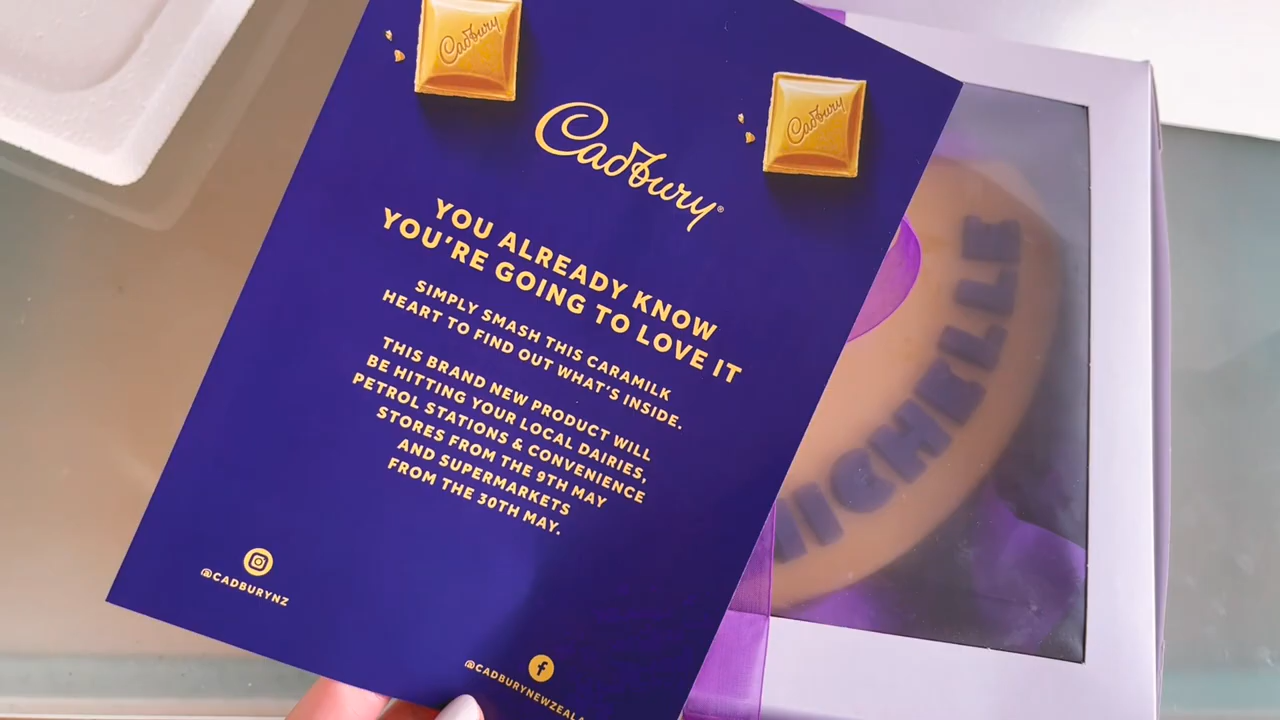 Cadbury
Cadbury
Cadbury®
YOU ALREADY KNOW
YOU'RE GOING TO LOVE IT
SIMPLY SMASH THIS CARAMILK
HEART TO FIND OUT WHAT'S INSIDE.
THIS BRAND NEW PRODUCT WILL
BE HITTING YOUR LOCAL DAIRIES,
PETROL STATIONS & CONVENIENCE
STORES FROM THE 9TH MAY
AND SUPERMARKETS
FROM THE 30TH MAY.
@CADBURYNZ
@CADBURYNEWZEALA
MICHELLE